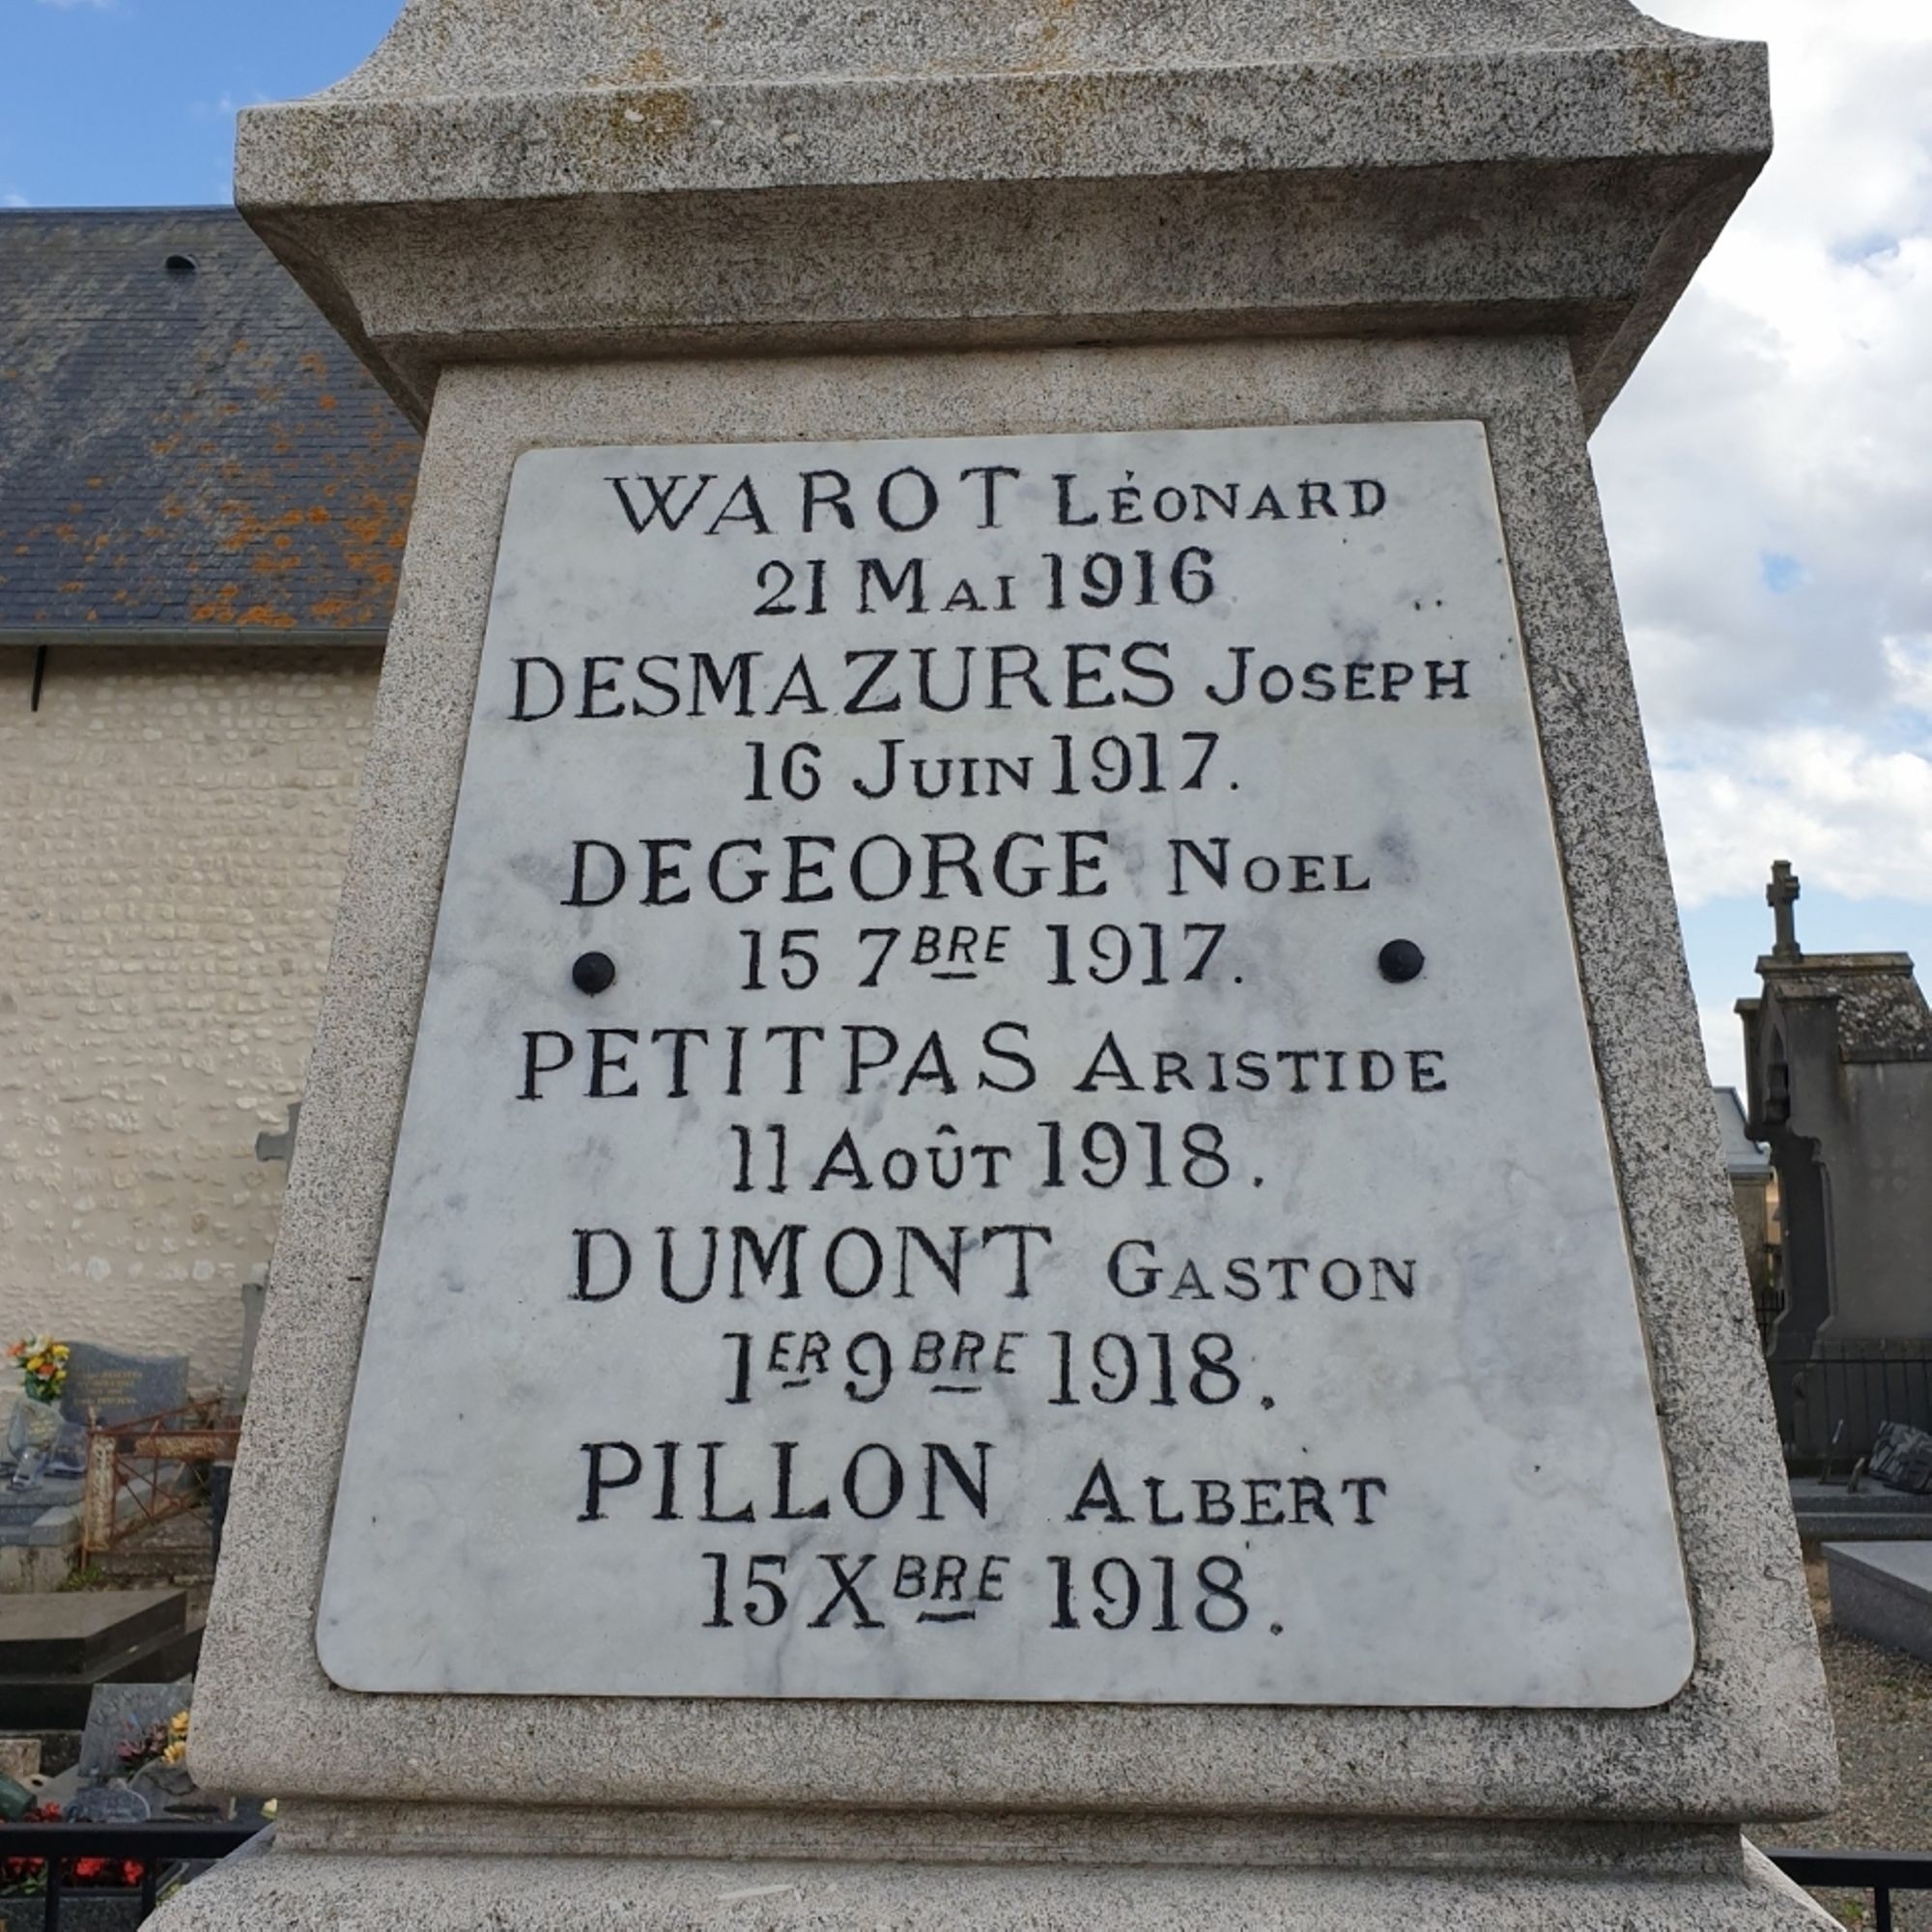 WAROT LÉONARD
21 MAI 1916
DESMAZURES JOSEPH
16 JUIN 1917.
DEGEORGE NOEL
15 7BRE 1917.
PETITPAS ARISTIDE
11 AOÛT 1918.
DUMONT GASTON
1ER 9BRE 1918.
PILLON ALBERT
15 XBRE 1918.